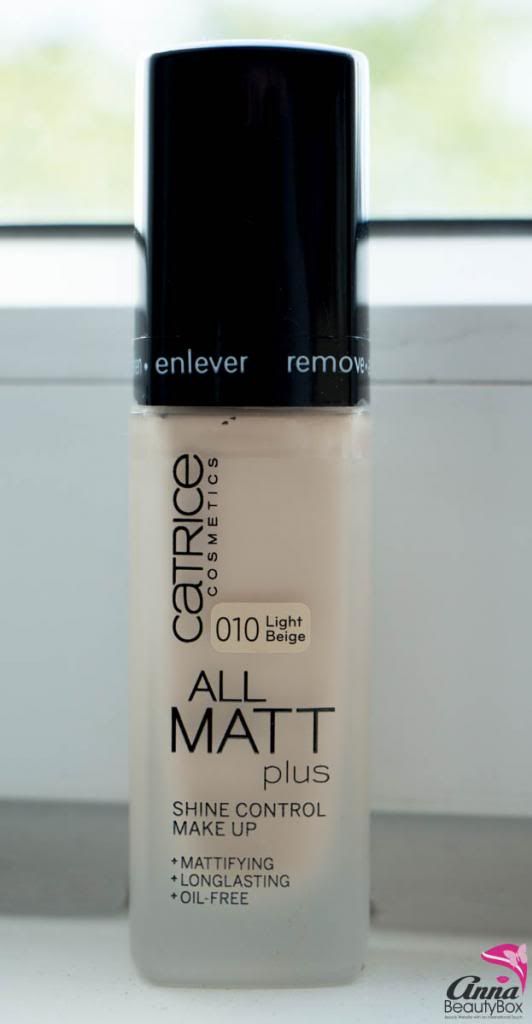 enlever remove
CATRICE
COSMETICS
010 Light
Beige
ALL
MATT
plus
SHINE CONTROL
MAKE UP
+MATTIFYING
+LONGLASTING
+OIL-FREE
anna
BeautyBox